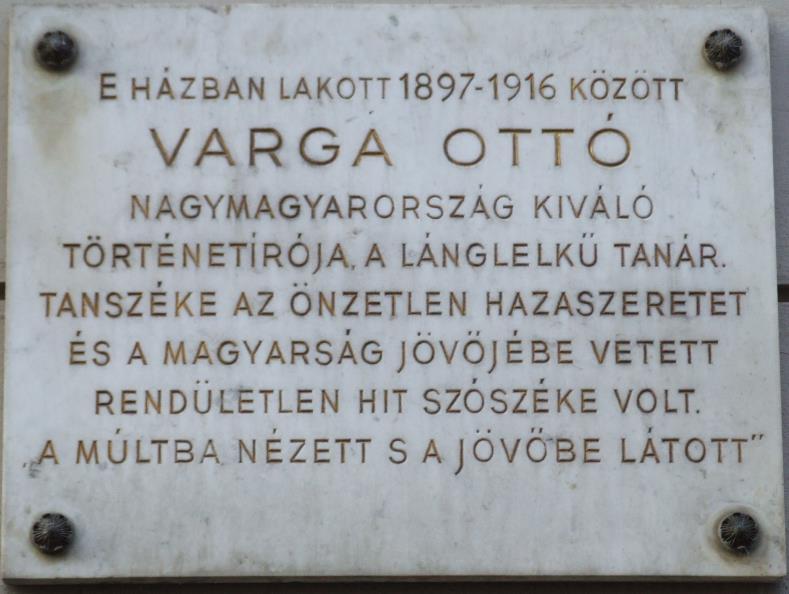 E HÁZBAN LAKOTT 1897-1916 KÖZÖTT
VARGA OTTÓ
NAGYMAGYARORSZÁG KIVÁLÓ
TÖRTÉNETÍRÓJA, A LÁNGLELKŰ TANÁR.
TANSZÉKE AZ ÖNZETLEN HAZASZERETET
ÉS A MAGYARSÁG JÖVŐJÉBE VETETT
RENDÜLETLEN HIT SZÓSZÉKE VOLT.
„A MÚLTBA NÉZETT S A JÖVŐBE LÁTOTT”